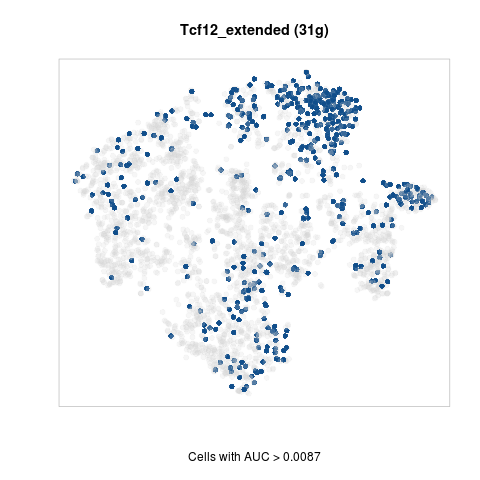 Tcf12_extended (31g)
Cells with AUC > 0.0087